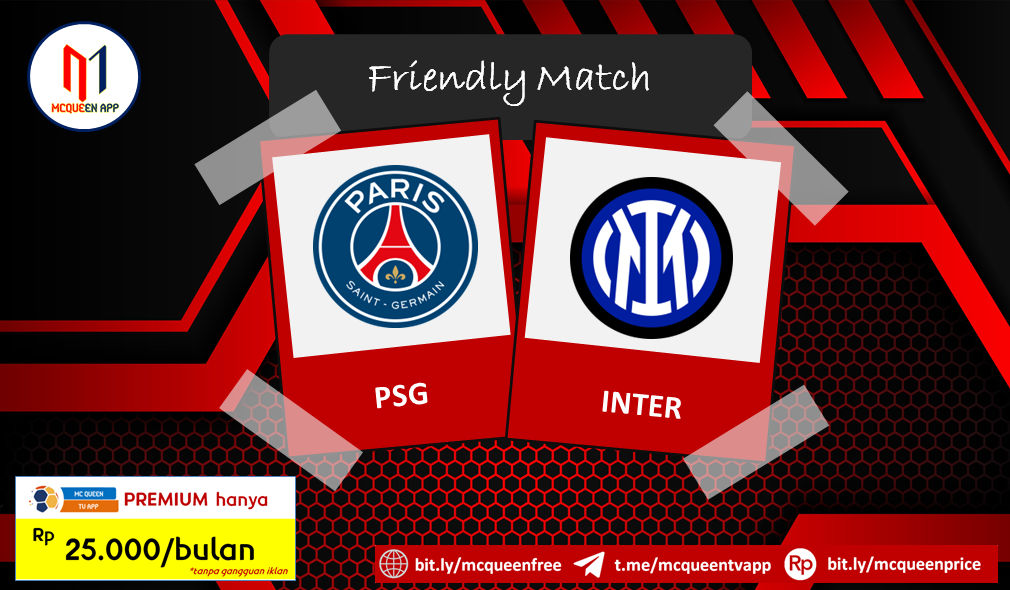 MCQUEEN APP
Friendly Match
PARIS
SAINT - GERMAIN
PSG
INTER
MC QUEEN
TV APP
PREMIUM hanya
Rp 25.000/bulan
*tanpa gangguan iklan
bit.ly/mcqueenfree
t.me/mcqueentvapp
Rp bit.ly/mcqueenprice